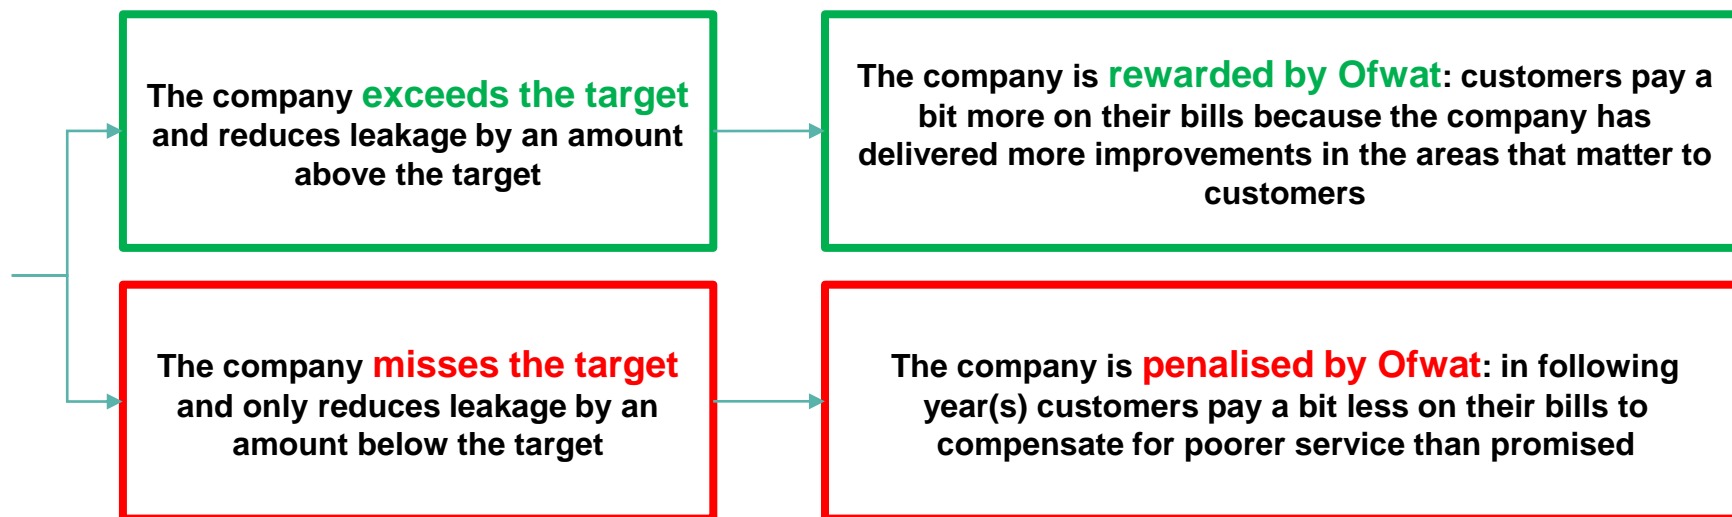 The company exceeds the target
and reduces leakage by an amount
above the target
The company is rewarded by Ofwat: customers pay a
bit more on their bills because the company has
delivered more improvements in the areas that matter to
customers
The company misses the target
and only reduces leakage by an
amount below the target
The company is penalised by Ofwat: in following
year(s) customers pay a bit less on their bills to
compensate for poorer service than promised